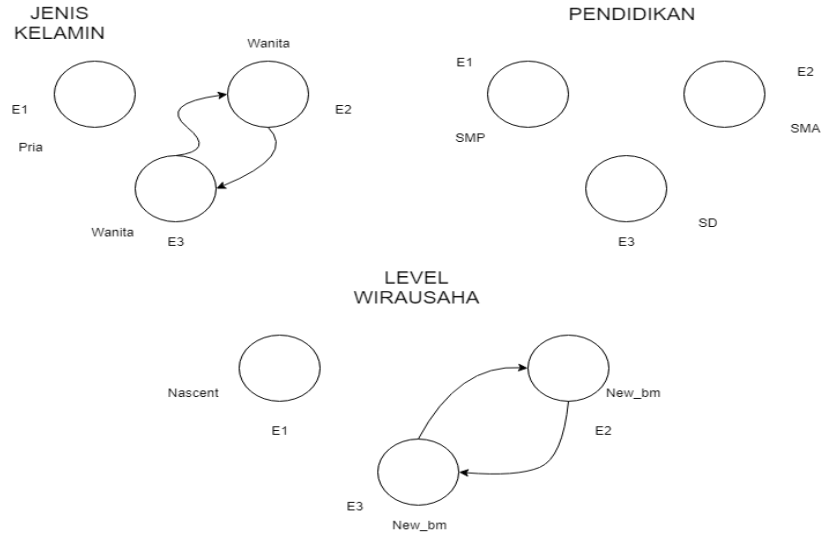 JENIS
KELAMIN
Wanita
E1
E2
Pria
Wanita
E3
PENDIDIKAN
E1
E2
SMP
SMA
SD
E3
LEVEL
WIRAUSAHA
Nascent
New_bm
E1
E2
E3
New_bm